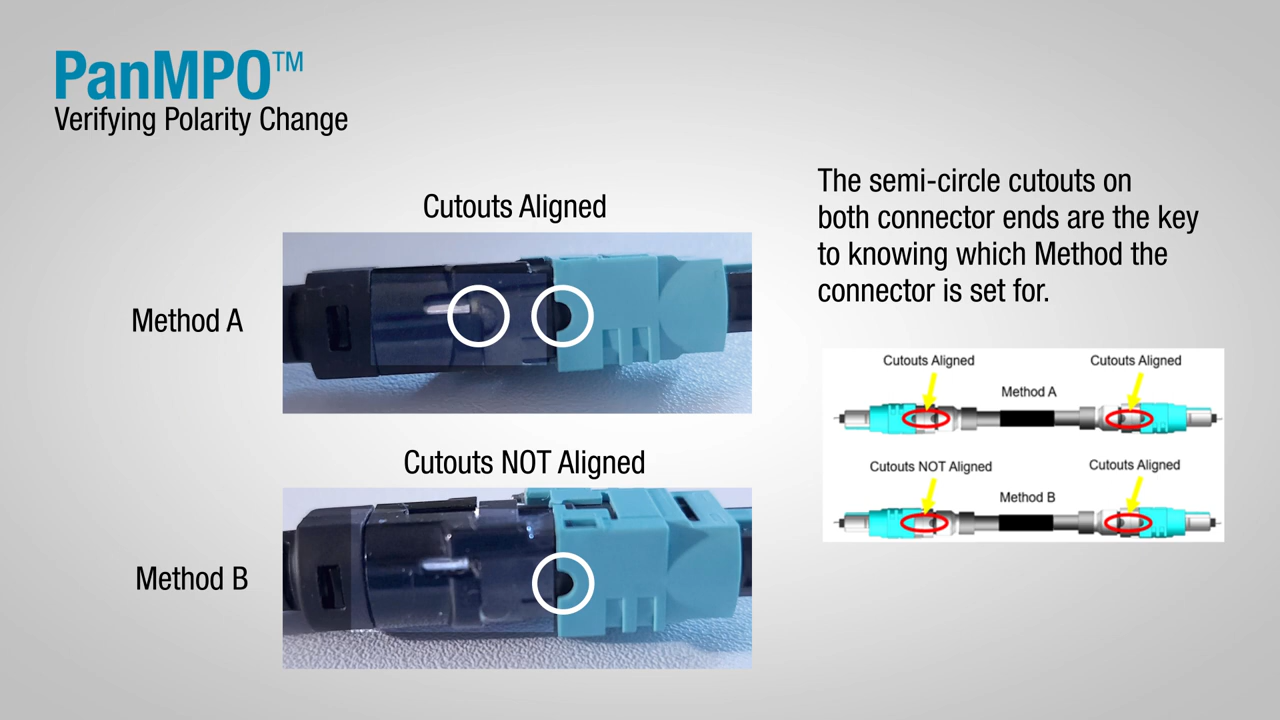 PanMPO™
Verifying Polarity Change
Cutouts Aligned
Method A
Cutouts NOT Aligned
Method B
The semi-circle cutouts on
both connector ends are the key
to knowing which Method the
connector is set for.
Cutouts Aligned
Cutouts Aligned
Method A
Cutouts NOT Aligned
Cutouts Aligned
Method B